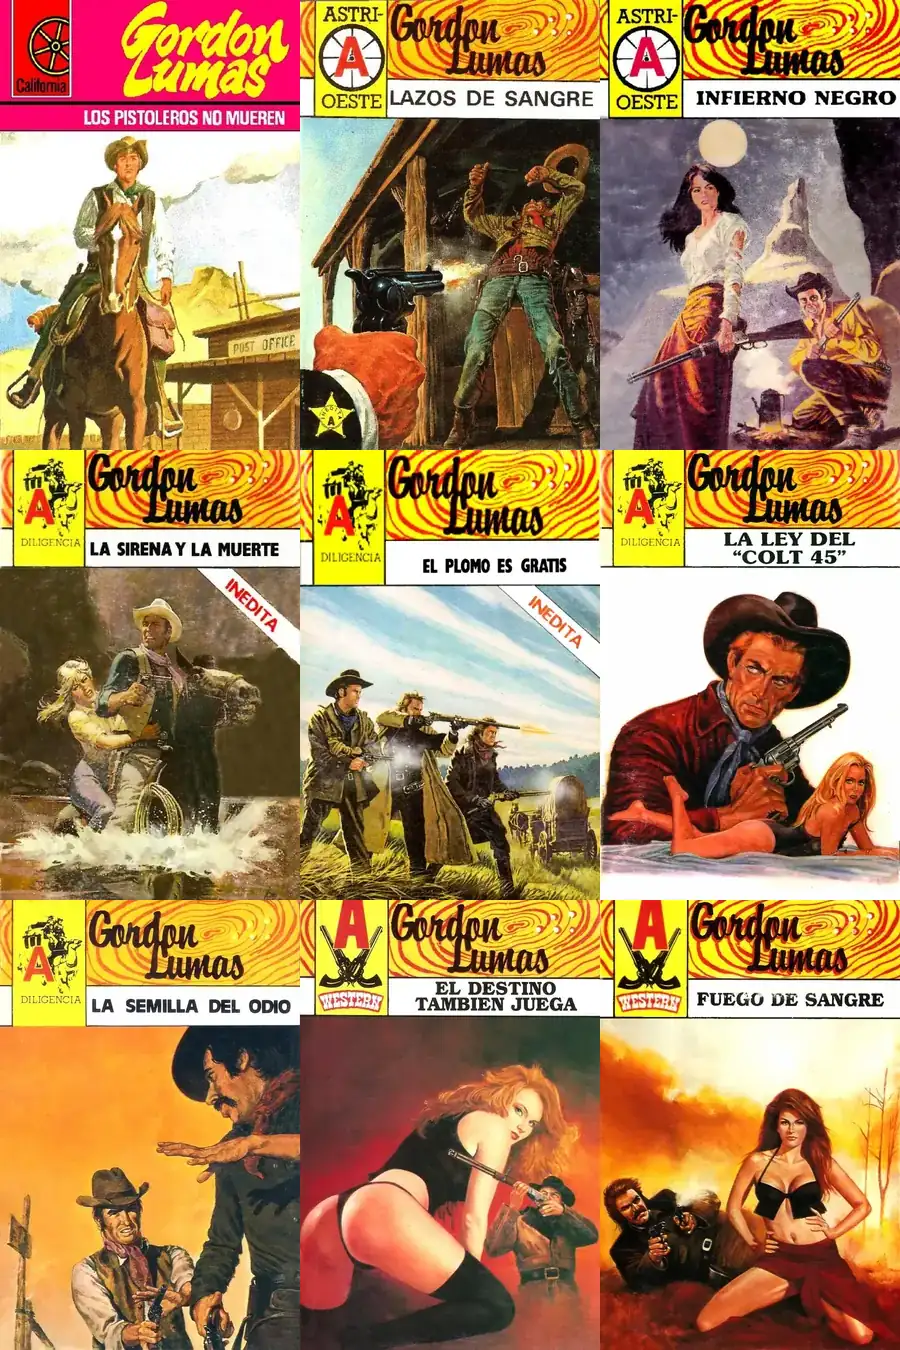 California
Gordon
Lumas
LOS PISTOLEROS NO MUEREN
POST OFFICE
ASTRI-
A
OESTE
Gordon
Lumas
LAZOS DE SANGRE
INEDITA
A
ASTRI-
A
OESTE
Gordon
Lumas
INFIERNO NEGRO
A
DILIGENCIA
Gordon
Lumas
LA SIRENA Y LA MUERTE
INEDITA
A
DILIGENCIA
Gordon
Lumas
EL PLOMO ES GRATIS
INEDITA
A
DILIGENCIA
Gordon
Lumas
LA LEY DEL
"COLT 45"
A
DILIGENCIA
Gordon
Lumas
LA SEMILLA DEL ODIO
A
WESTERN
Gordon
Lumas
EL DESTINO
TAMBIEN JUEGA
A
WESTERN
Gordon
Lumas
FUEGO DE SANGRE